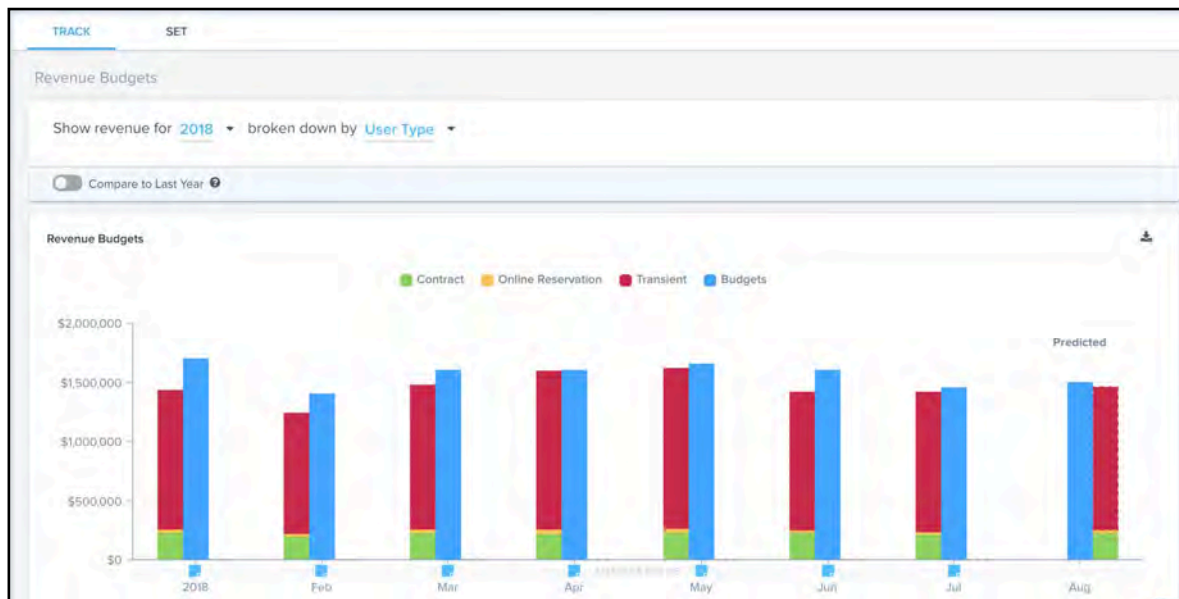 TRACK SET
Revenue Budgets
Show revenue for 2018 broken down by User Type
Compare to Last Year ?
Revenue Budgets
Contract Online Reservation Transient Budgets
$2,000,000
Predicted
$1,500,000
$1,000,000
$500,000
$0
2018 Feb Mar Apr May Jun Jul Aug